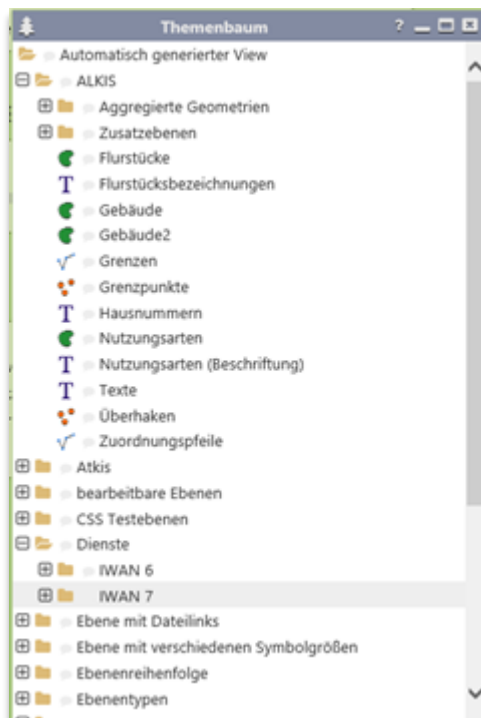 Themenbaum ?
Automatisch generierter View
ALKIS
Aggregierte Geometrien
Zusatzebenen
Flurstücke
T Flurstücksbezeichnungen
Gebäude
Gebäude2
Grenzen
Grenzpunkte
T Hausnummern
Nutzungsarten
T Nutzungsarten (Beschriftung)
T Texte
Überhaken
Zuordnungspfeile
Atkis
bearbeitbare Ebenen
CSS Testebenen
Dienste
IWAN 6
IWAN 7
Ebene mit Dateilinks
Ebene mit verschiedenen Symbolgrößen
Ebenenreihenfolge
Ebenentypen